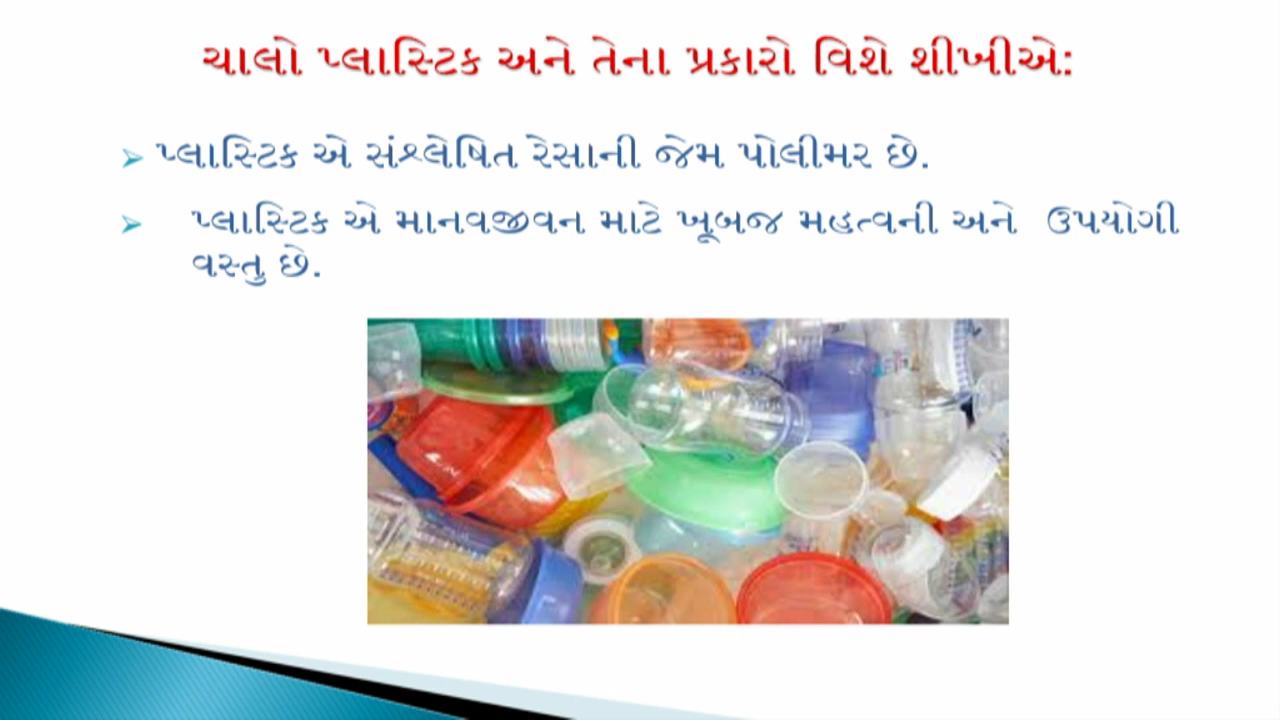 ચાલો પ્લાસ્ટિક અને તેના પ્રકારો વિશે શીખીએ:
પ્લાસ્ટિક એ સંશ્લેષિત રેસાની જેમ પોલીમર છે.
પ્લાસ્ટિક એ માનવજીવન માટે ખૂબજ મહત્વની અને ઉપયોગી
વસ્તુ છે.